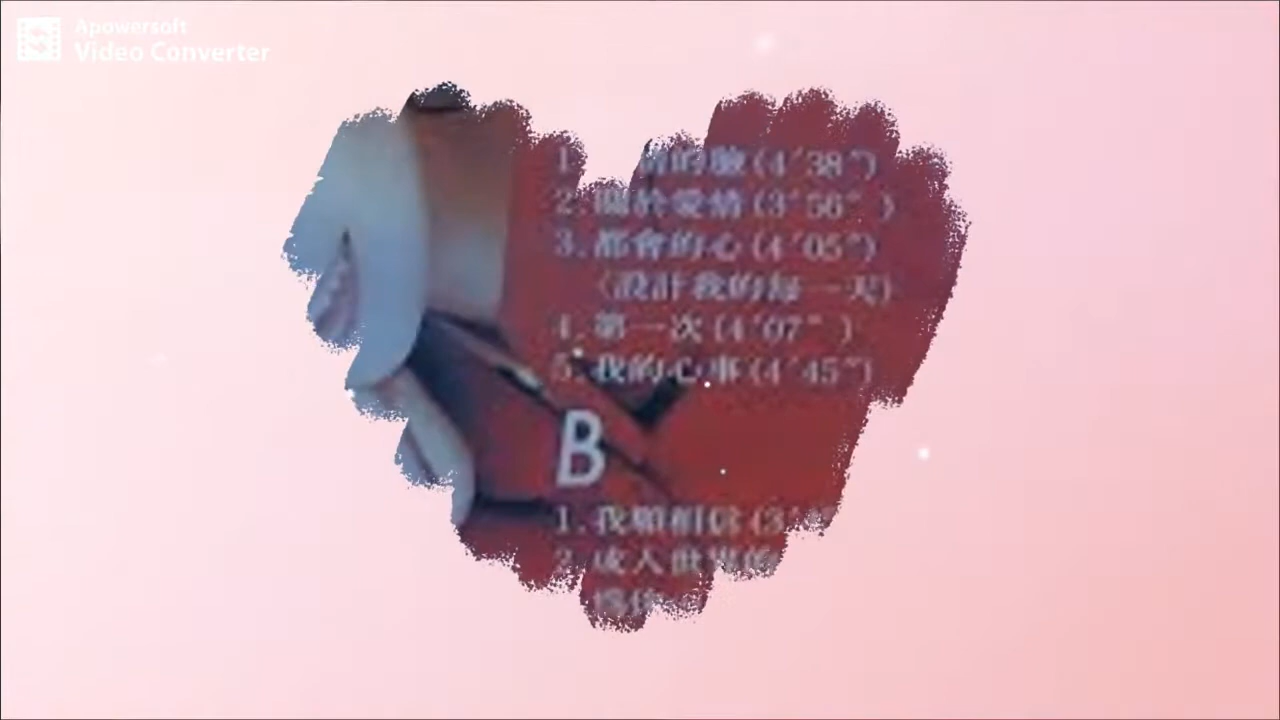 Apowersoft
Video Converter
1. 的臉(4'38")
2.關於愛情(3'56")
3.都會的心(4'05")
(設計我的每一天)
4.第一次(4'07")
5.我的心事(4'45")
B
1.我願相信(3'
2.成人世界的